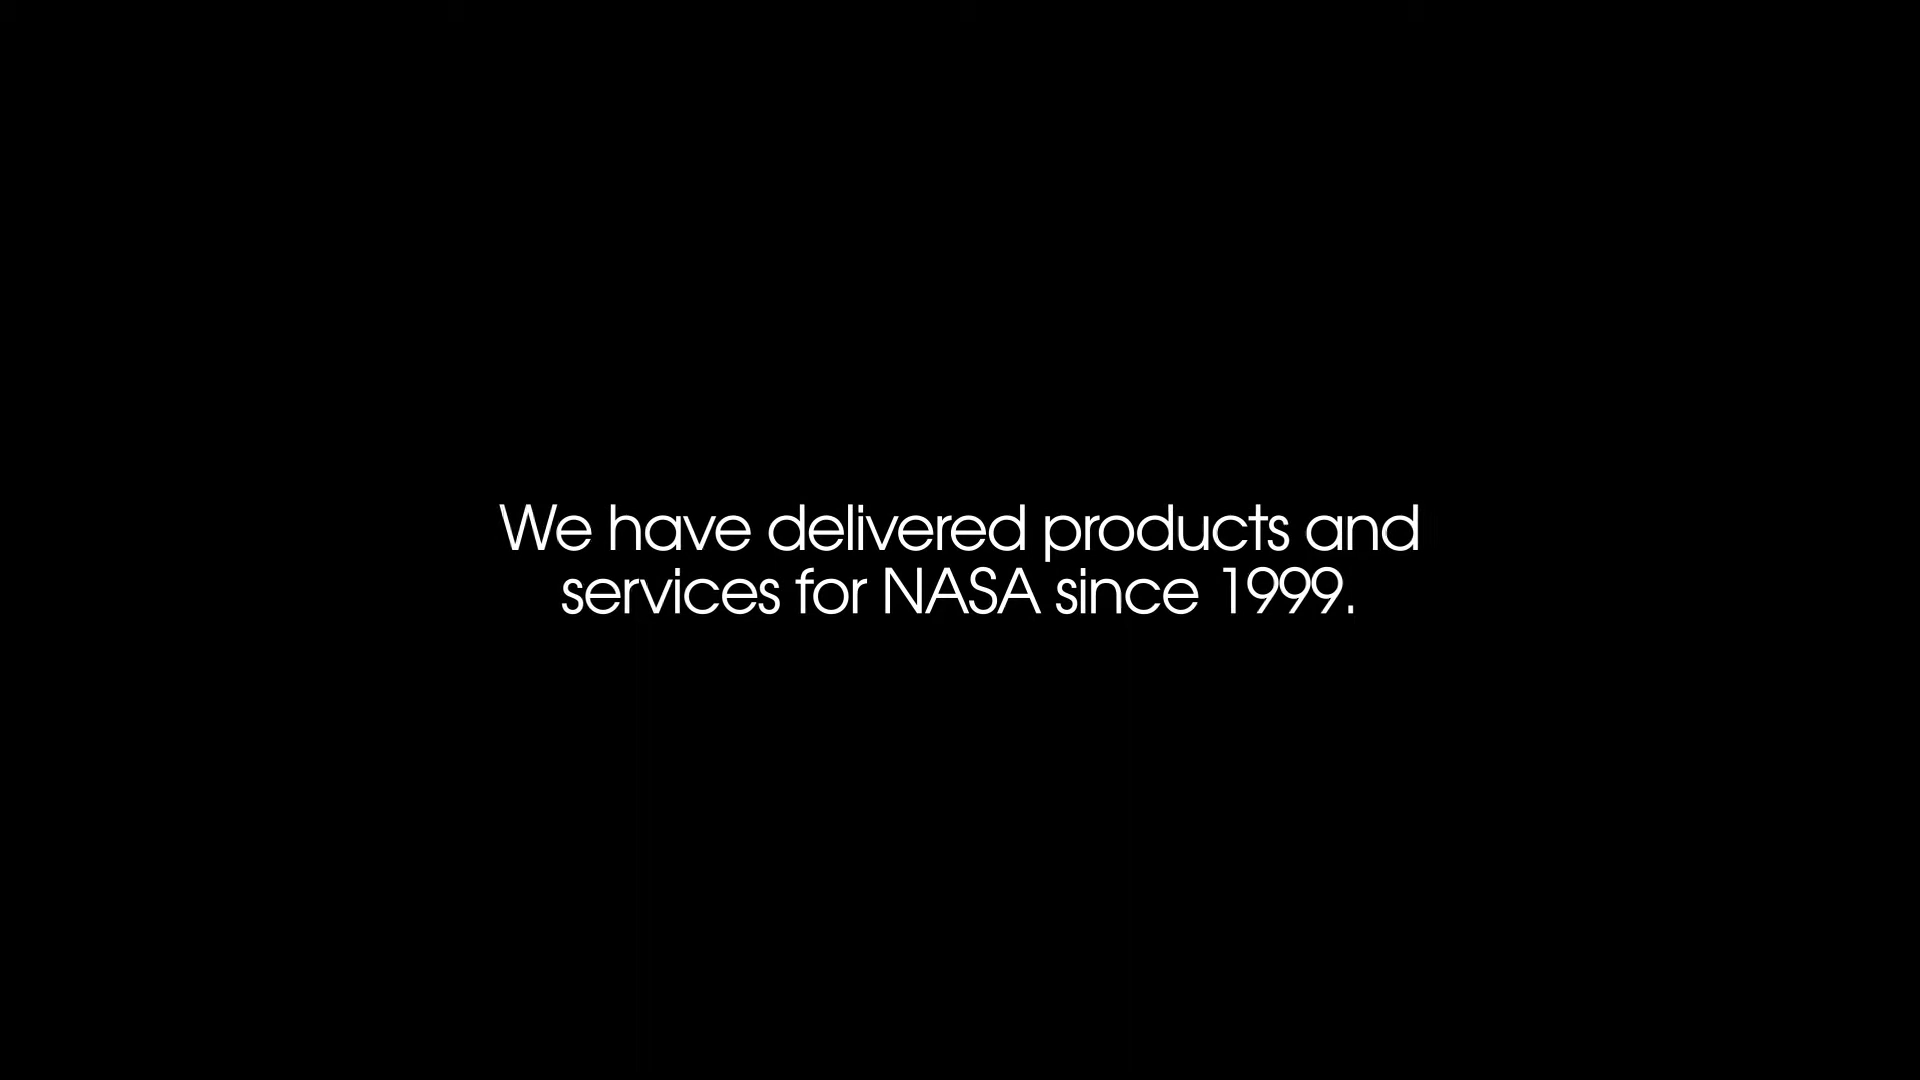 We have delivered products and
services for NASA since 1999.